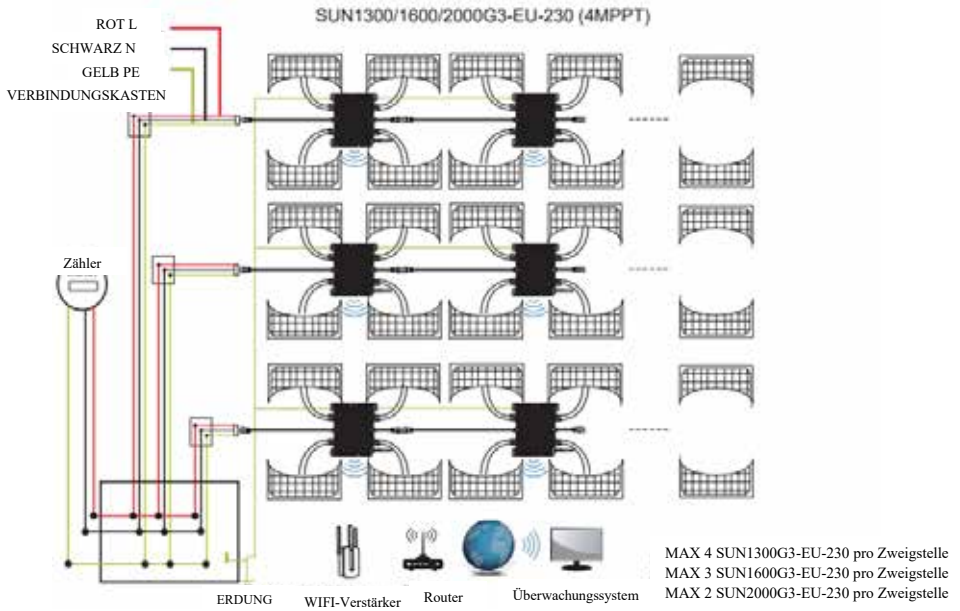 SUN1300/1600/2000G3-EU-230 (4MPPT)
ROT L
SCHWARZ N
GELB PE
VERBINDUNGSKASTEN
Zähler
ERDUNG
WIFI-Verstärker
Router
Überwachungssystem
MAX 4 SUN1300G3-EU-230 pro Zweigstelle
MAX 3 SUN1600G3-EU-230 pro Zweigstelle
MAX 2 SUN2000G3-EU-230 pro Zweigstelle